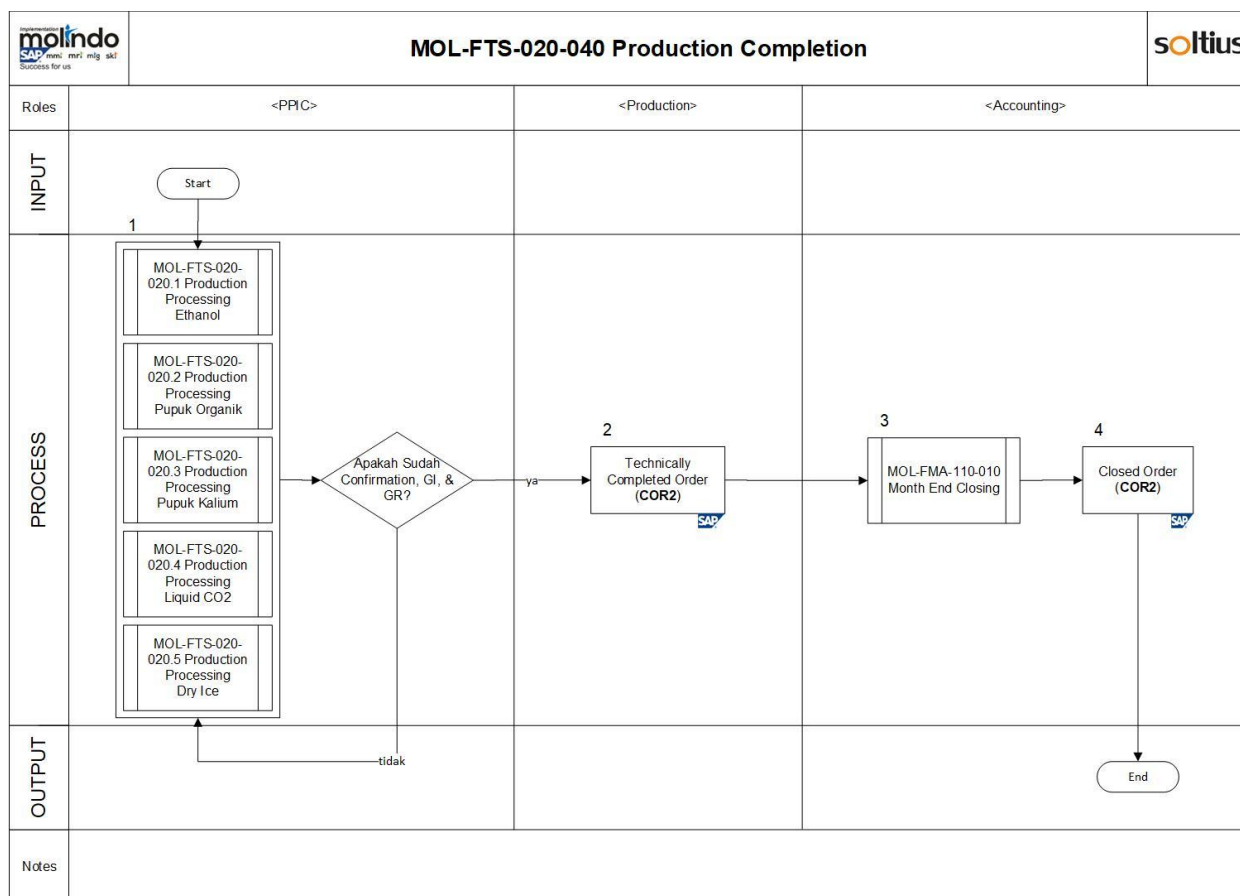 Implementation
molindo
SAP mmi mri mlg ski
Success for us
MOL-FTS-020-040 Production Completion
soltius
Roles
<PPIC>
<Production>
<Accounting>
INPUT
Start
PROCESS
1
MOL-FTS-020-
020.1 Production
Processing
Ethanol
MOL-FTS-020-
020.2 Production
Processing
Pupuk Organik
MOL-FTS-020-
020.3 Production
Processing
Pupuk Kalium
MOL-FTS-020-
020.4 Production
Processing
Liquid CO2
MOL-FTS-020-
020.5 Production
Processing
Dry Ice
Apakah Sudah
Confirmation, GI, &
GR?
ya
tidak
2
Technically
Completed Order
(COR2)
SAP
3
MOL-FMA-110-010
Month End Closing
4
Closed Order
(COR2)
SAP
OUTPUT
End
Notes